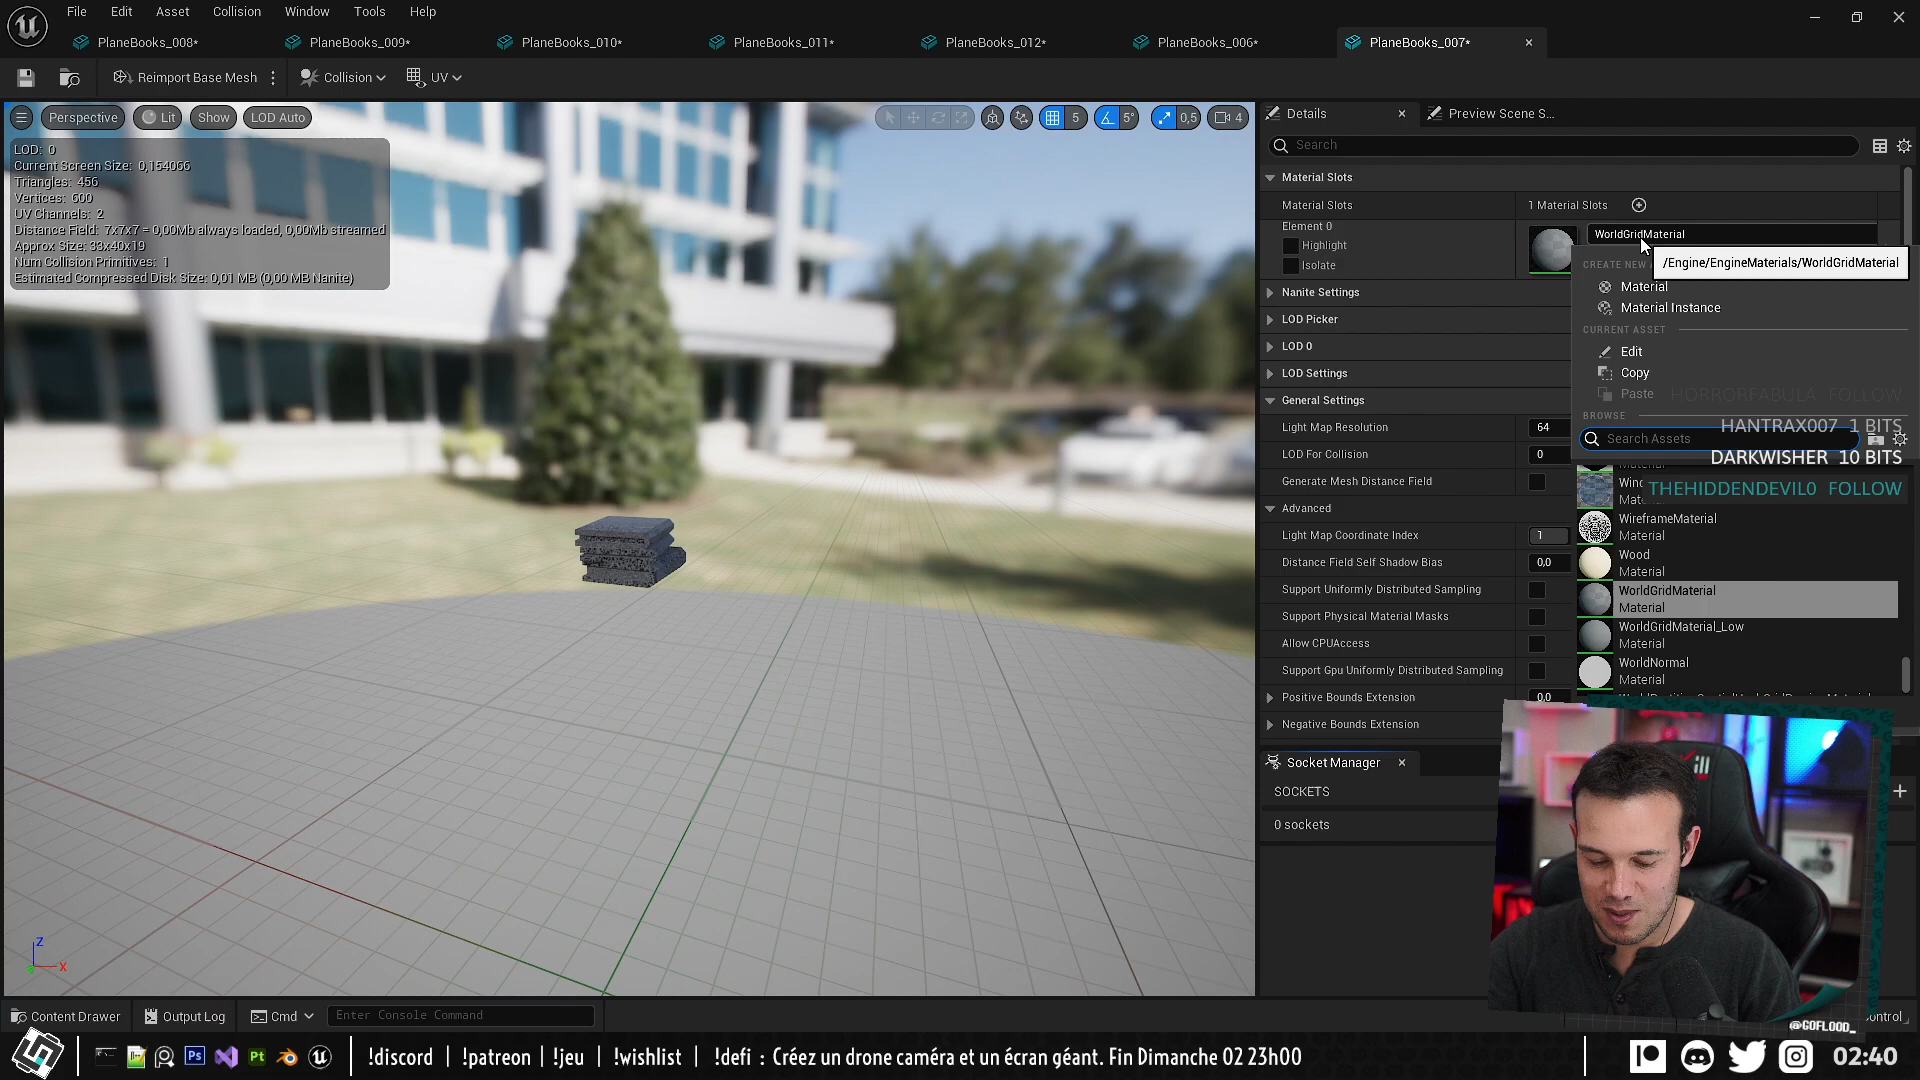 File Edit Asset Collision Window Tools Help
PlaneBooks_008* PlaneBooks_009* PlaneBooks_010* PlaneBooks_011* PlaneBooks_012* PlaneBooks_006* PlaneBooks_007*
Reimport Base Mesh Collision UV
Perspective Lit Show LOD Auto 5 5° 0,5 4
LOD: 0
Current Screen Size: 0,154066
Triangles: 456
Vertices: 600
UV Channels: 2
Distance Field: 7x7x7 = 0,00Mb always loaded, 0,00Mb streamed
Approx Size: 33x40x19
Num Collision Primitives: 1
Estimated Compressed Disk Size: 0,01 MB (0,00 MB Nanite)
Z
X
Details Preview Scene S...
Search
Material Slots
Material Slots 1 Material Slots
Element 0 WorldGridMaterial
Highlight
Isolate
/Engine/EngineMaterials/WorldGridMaterial
CREATE NEW
Material
Material Instance
CURRENT ASSET
Edit
Copy
Paste
BROWSE
Search Assets
HORRORFABULA FOLLOW
HANTRAX007 1 BITS
DARKWISHER 10 BITS
THEHIDDENDEVIL0 FOLLOW
WireframeMaterial
Material
Wood
Material
WorldGridMaterial
Material
WorldGridMaterial_Low
Material
WorldNormal
Material
Nanite Settings
LOD Picker
LOD 0
LOD Settings
General Settings
Light Map Resolution 64
LOD For Collision 0
Generate Mesh Distance Field
Advanced
Light Map Coordinate Index 1
Distance Field Self Shadow Bias 0,0
Support Uniformly Distributed Sampling
Support Physical Material Masks
Allow CPUAccess
Support Gpu Uniformly Distributed Sampling
Positive Bounds Extension 0,0
Negative Bounds Extension
Socket Manager
SOCKETS
0 sockets
@GOFLOOD_
Content Drawer Output Log Cmd Enter Console Command
Ps Pt
!discord | !patreon | !jeu | !wishlist | !defi : Créez un drone caméra et un écran géant. Fin Dimanche 02 23h00
02:40